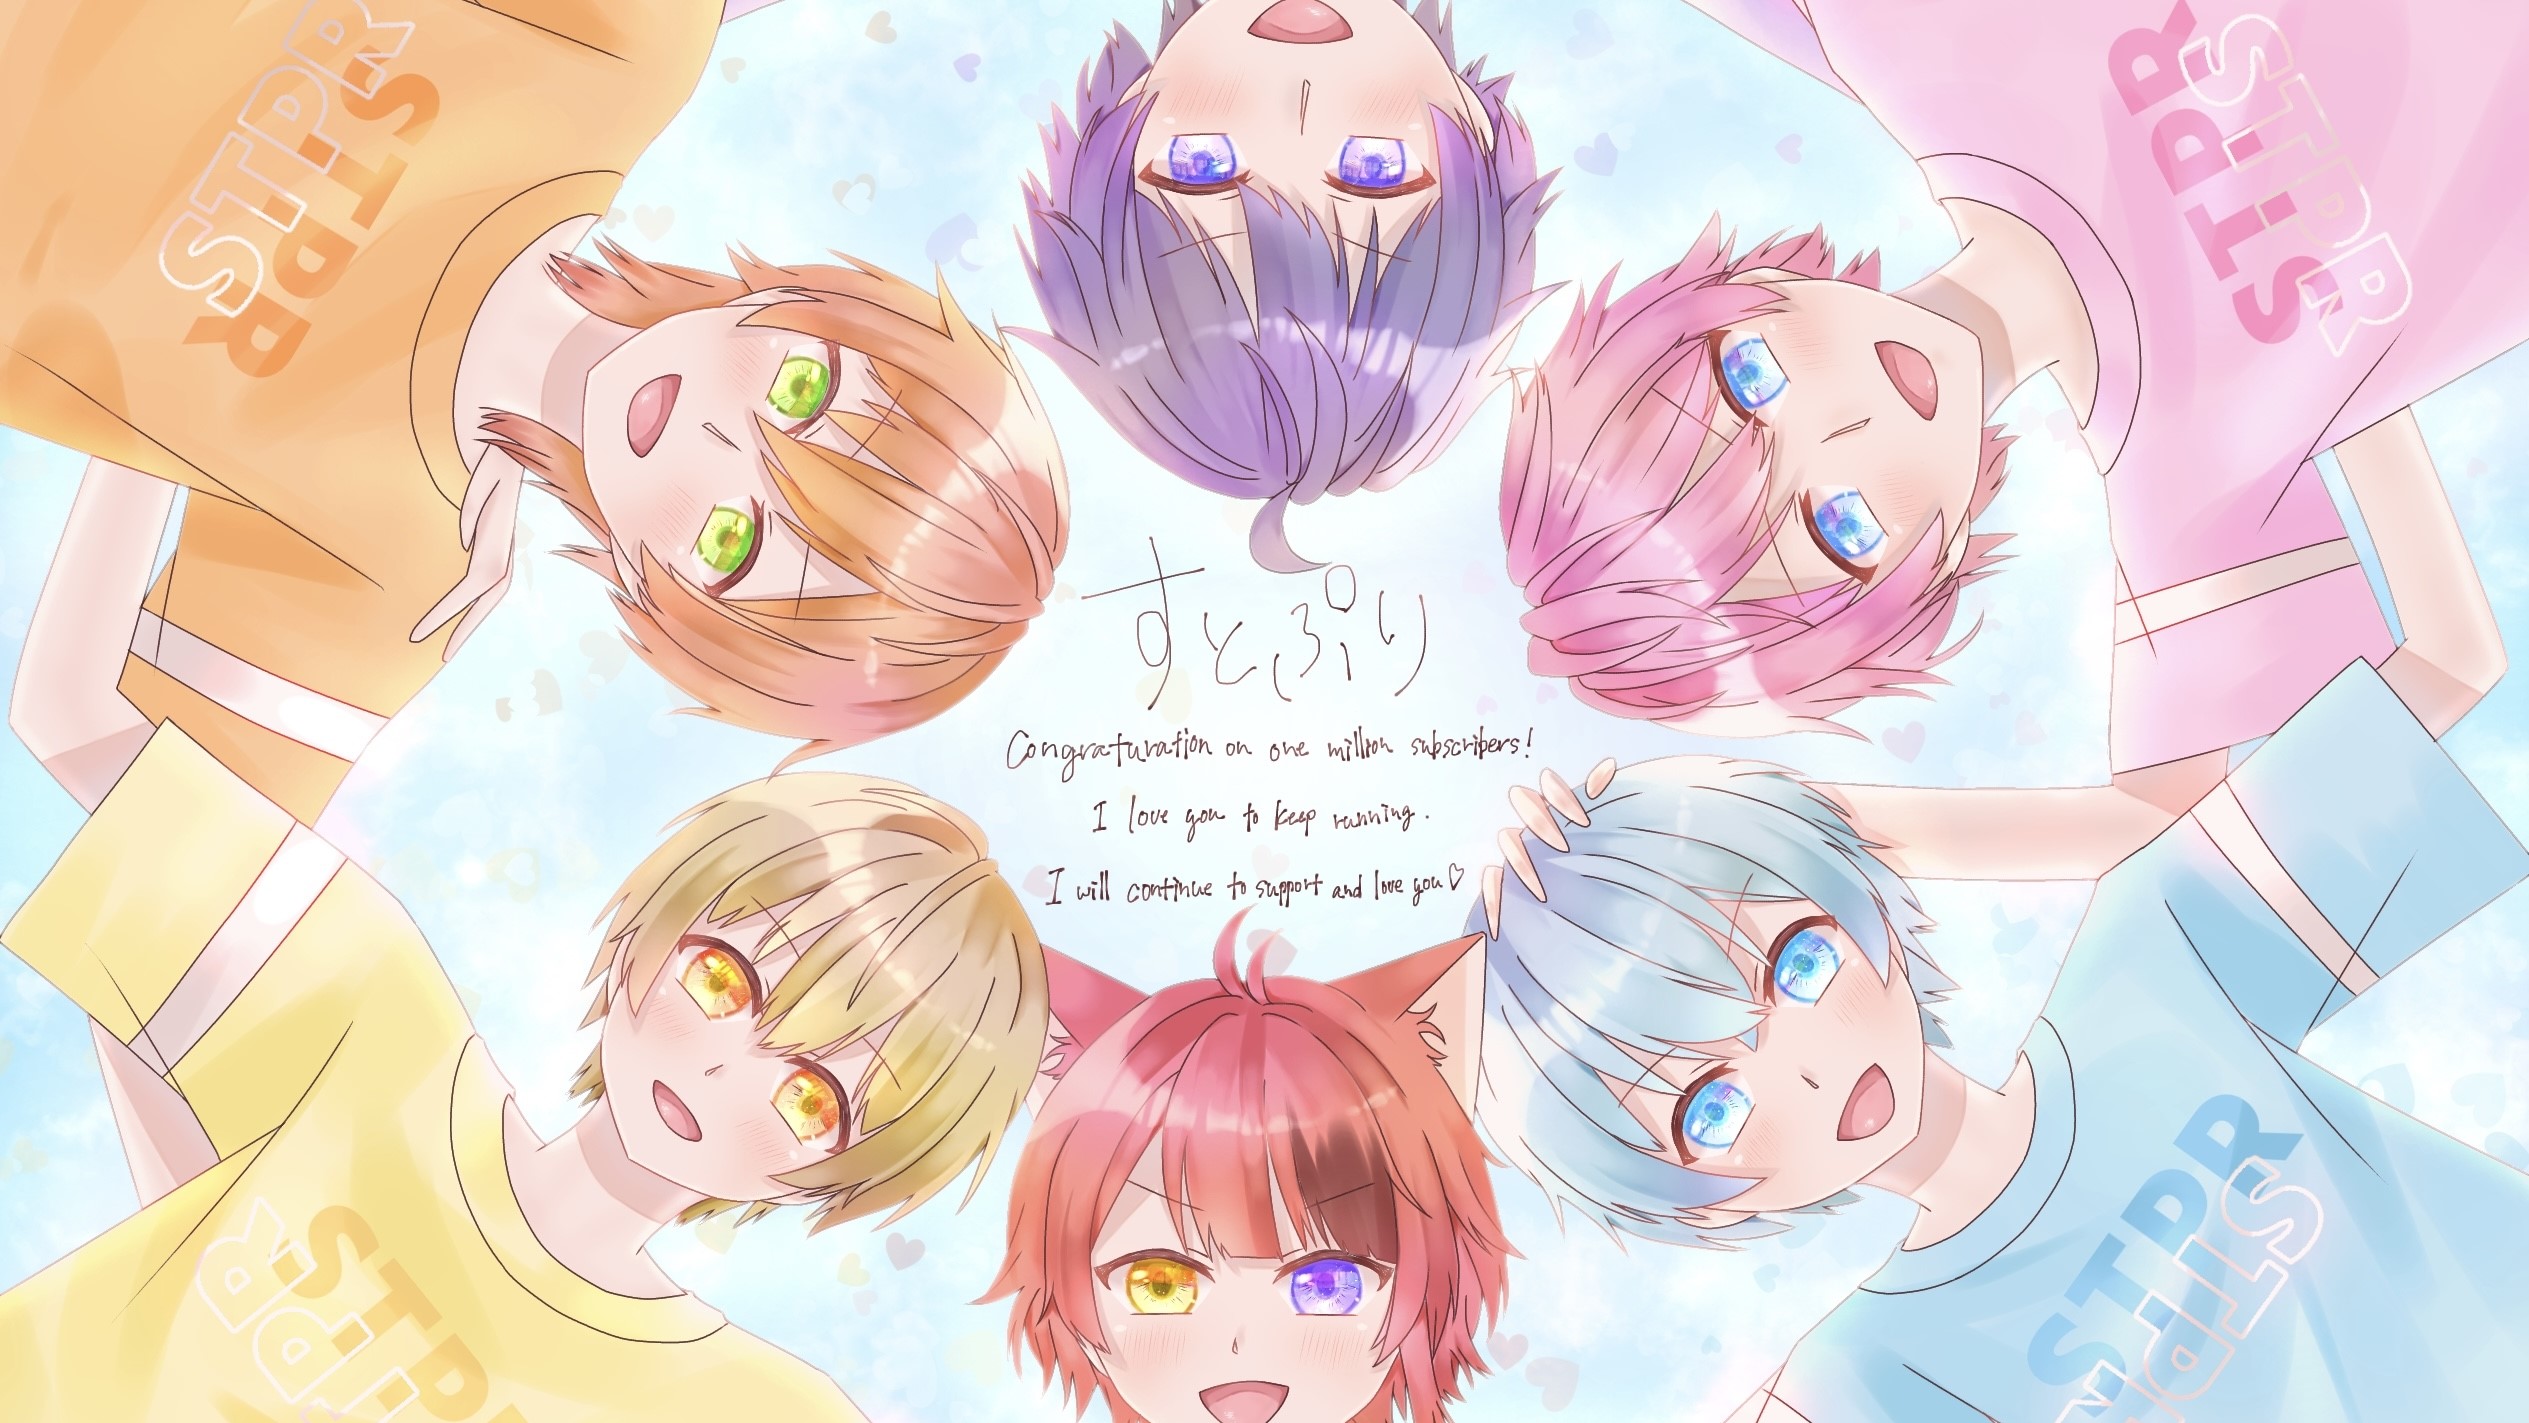 STPR
STPR
STPR
STPR
すとぷり
Congraturation on one million subscribers!
I love you to keep running.
I will continue to support and love you♡
STPR
STPR
STPR
STPR